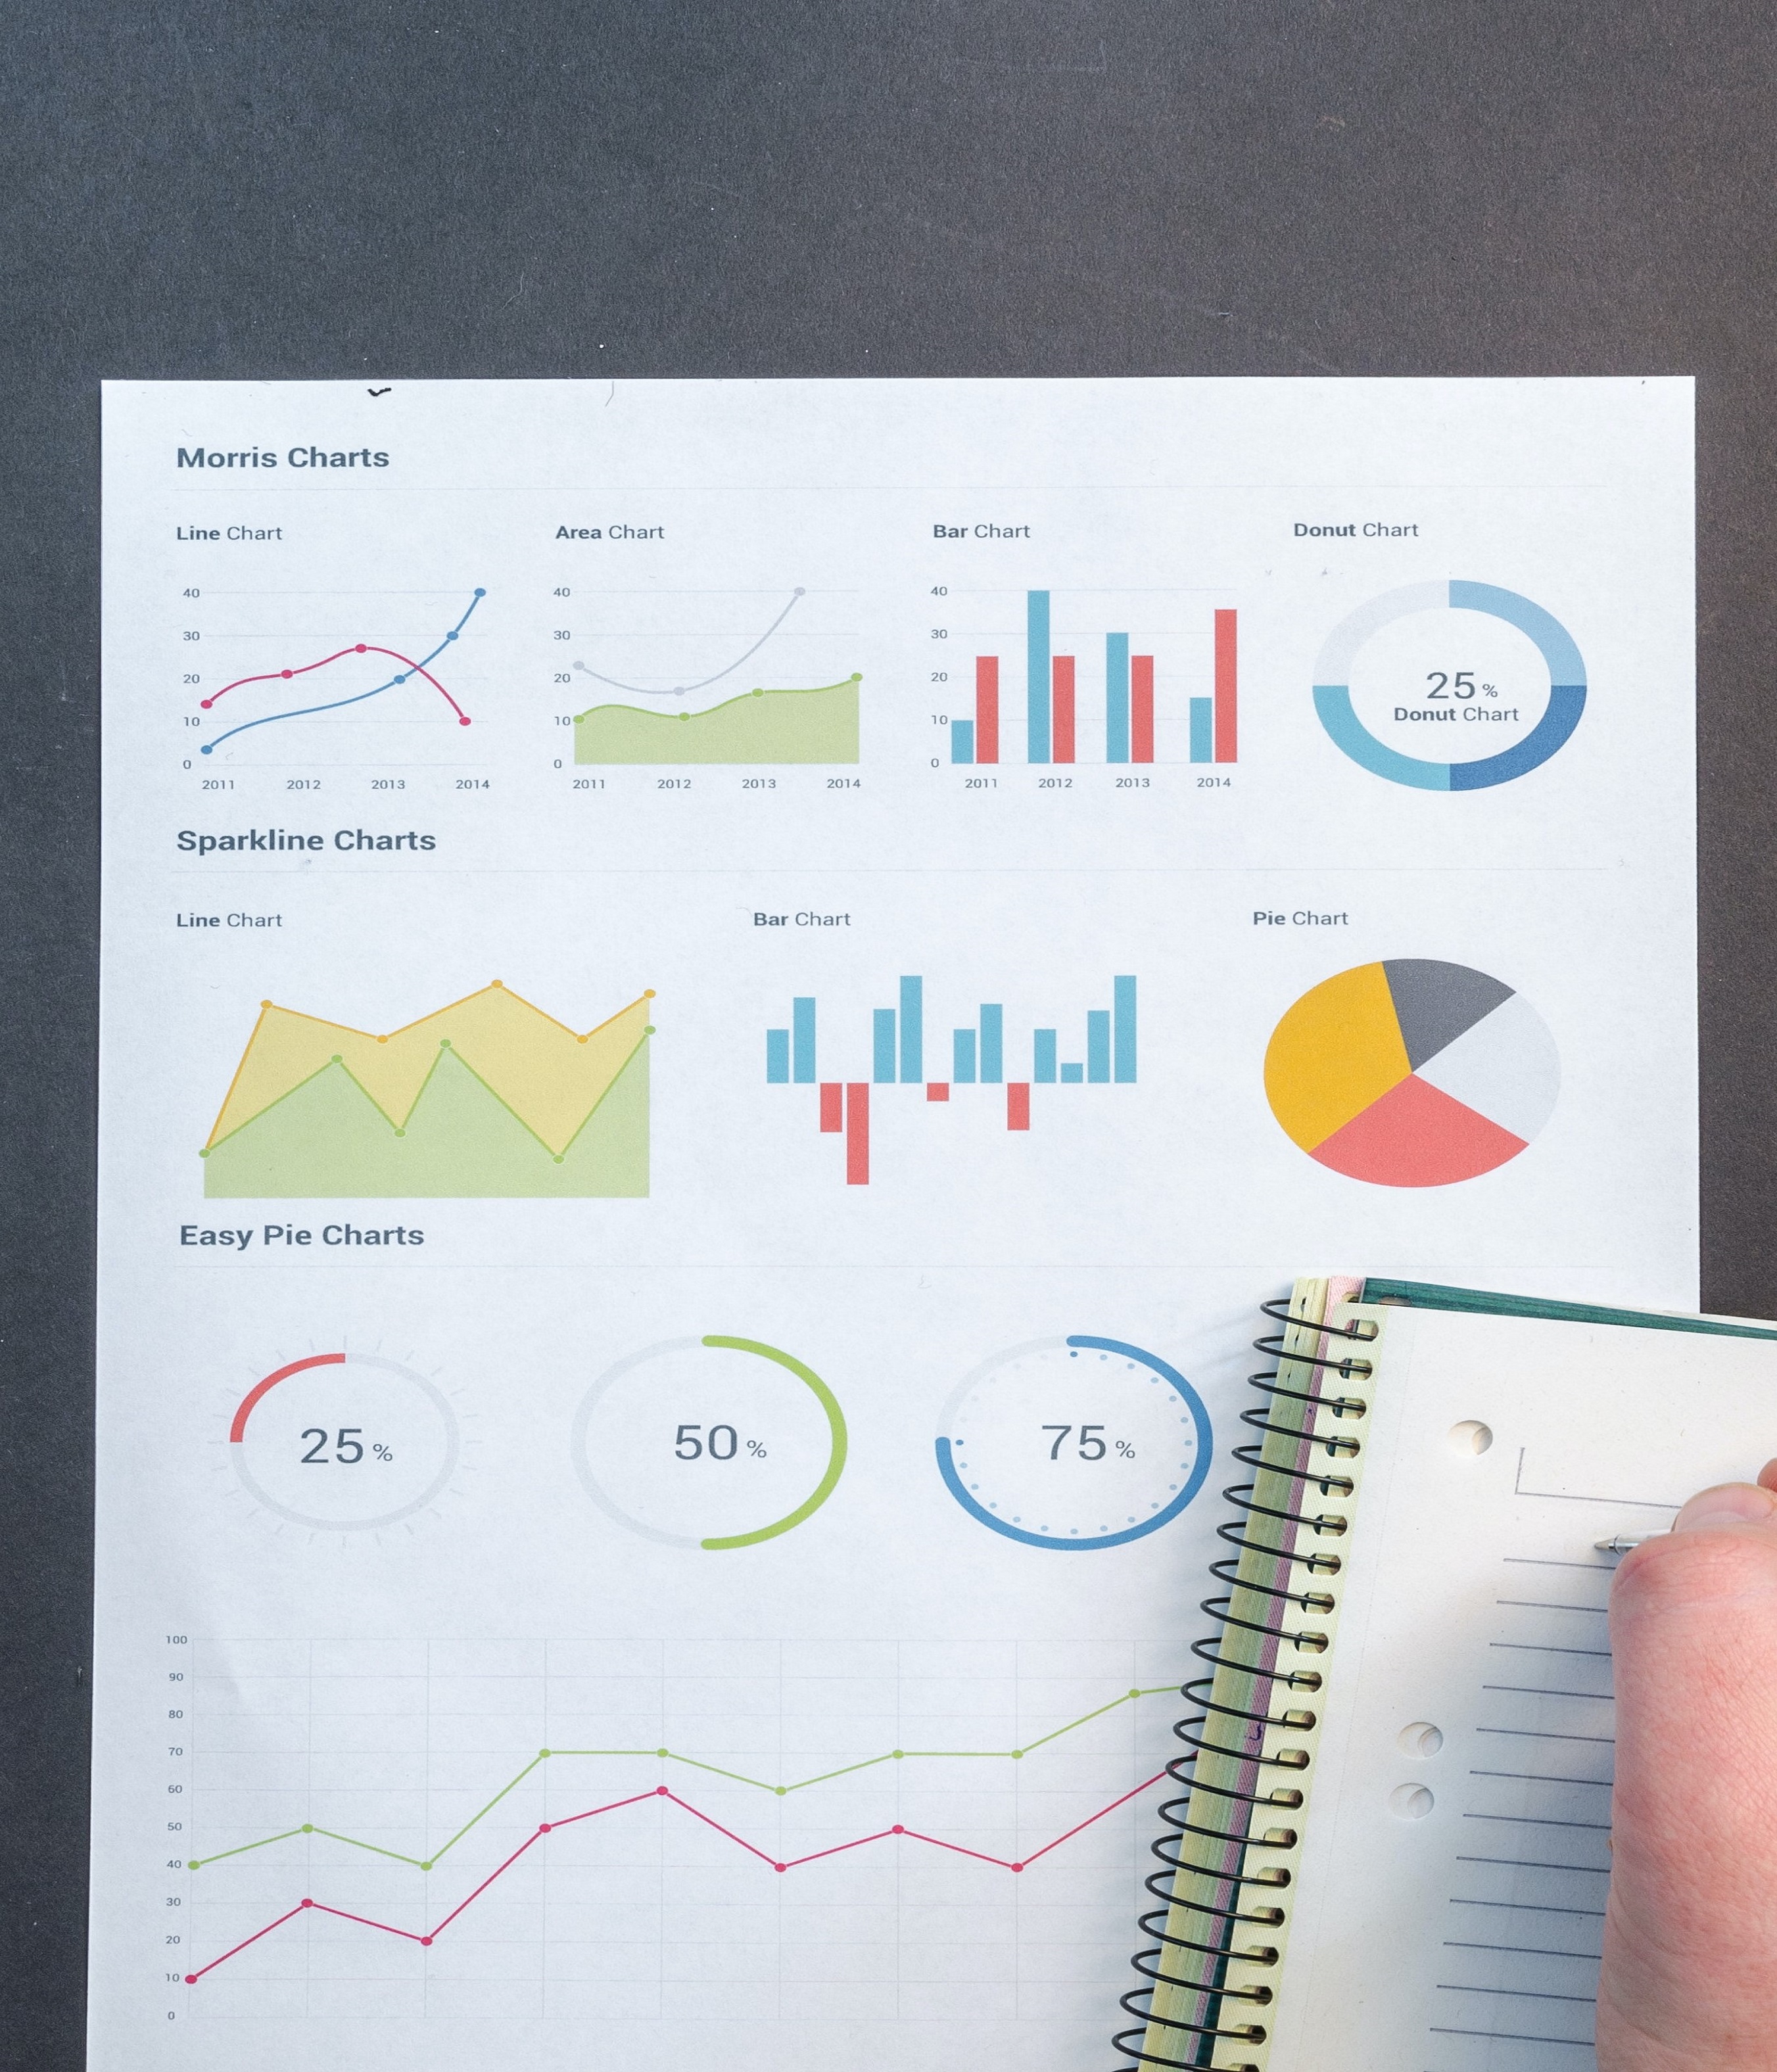 Morris Charts
Line Chart
Area Chart
Bar Chart
Donut Chart
40
30
20
10
0
2011 2012 2013 2014
40
30
20
10
0
2011 2012 2013 2014
40
30
20
10
0
2011 2012 2013 2014
25 %
Donut Chart
Sparkline Charts
Line Chart
Bar Chart
Pie Chart
Easy Pie Charts
25 %
50 %
75 %
100
90
80
70
60
50
40
30
20
10
0